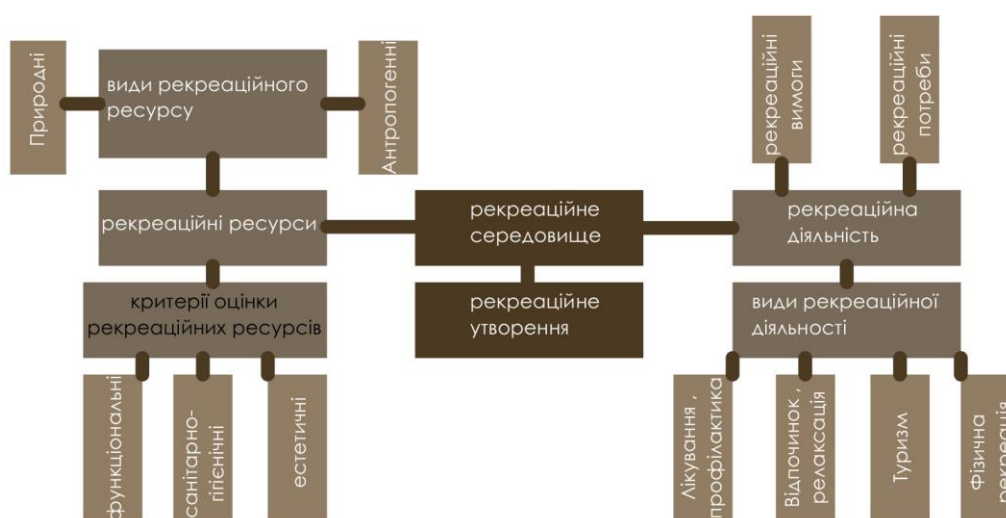 Природні
види рекреаційного
ресурсу
Антропогенні
рекреаційні
вимоги
рекреаційні
потреби
рекреаційні ресурси
рекреаційне
середовище
рекреаційна
діяльність
критерії оцінки
рекреаційних ресурсів
рекреаційне
утворення
види рекреаційної
діяльності
функціональні
санітарно-
гігієнічні
естетичні
Лікування ,
профілактика
Відпочинок ,
релаксація
Туризм
Фізична
рекреація